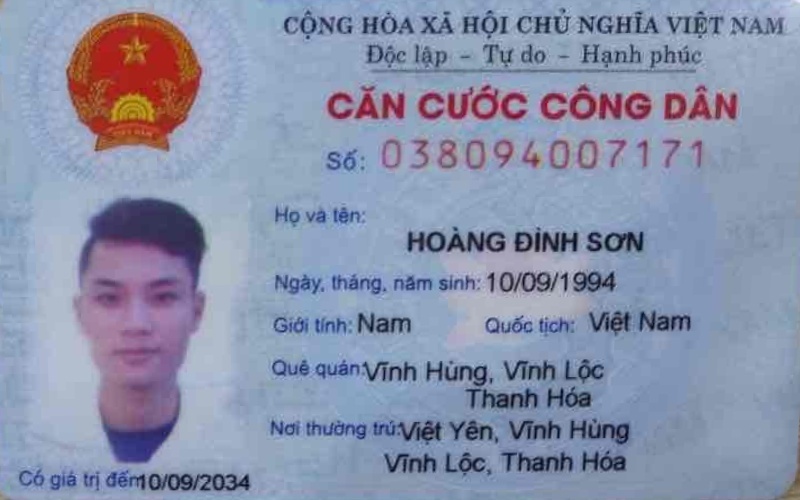 CỘNG HÒA XÃ HỘI CHỦ NGHĨA VIỆT NAM
Độc lập - Tự do - Hạnh phúc
CĂN CƯỚC CÔNG DÂN
Số: 038094007171
Họ và tên:
HOÀNG ĐÌNH SƠN
Ngày, tháng, năm sinh: 10/09/1994
Giới tính: Nam Quốc tịch: Việt Nam
Quê quán: Vĩnh Hùng, Vĩnh Lộc
Thanh Hóa
Nơi thường trú: Việt Yên, Vĩnh Hùng
Vĩnh Lộc, Thanh Hóa
Có giá trị đến 10/09/2034
VIỆT NAM